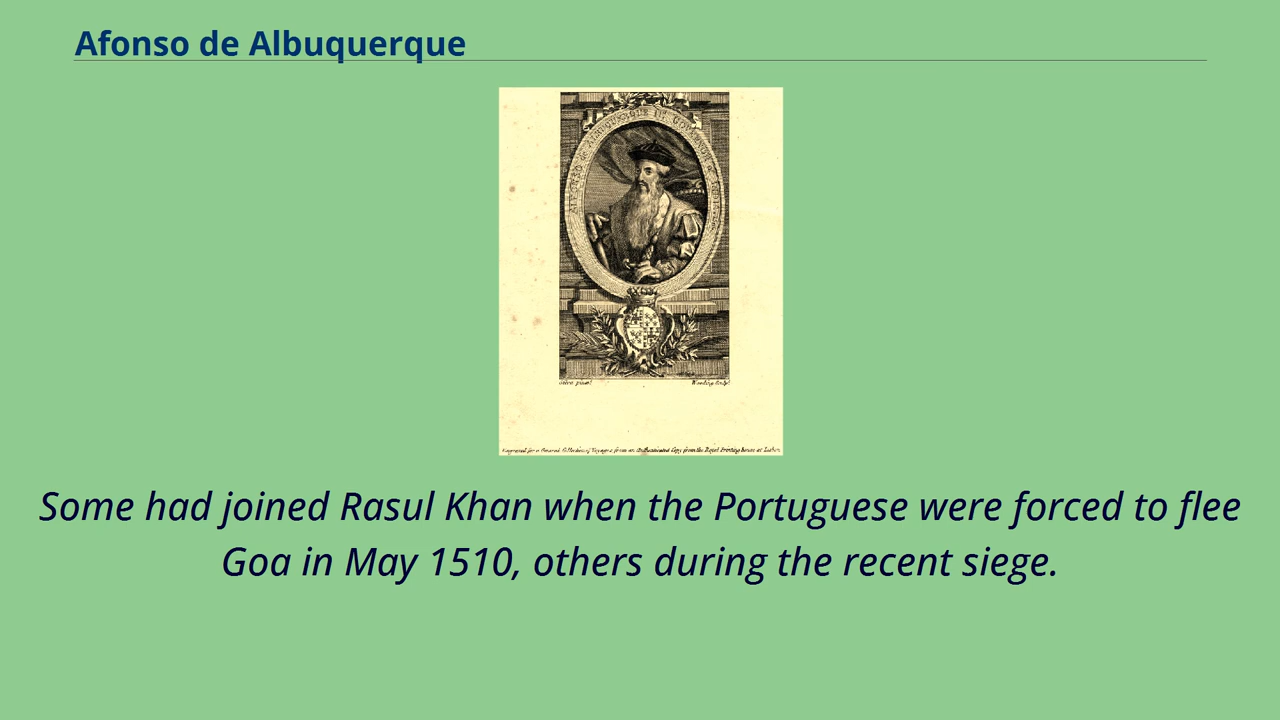 Afonso de Albuquerque
Some had joined Rasul Khan when the Portuguese were forced to flee
Goa in May 1510, others during the recent siege.